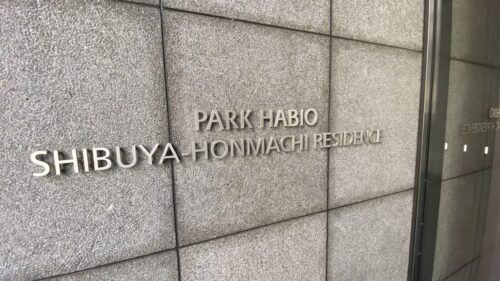 PARK HABIO
SHIBUYA-HONMACHI RESIDENCE